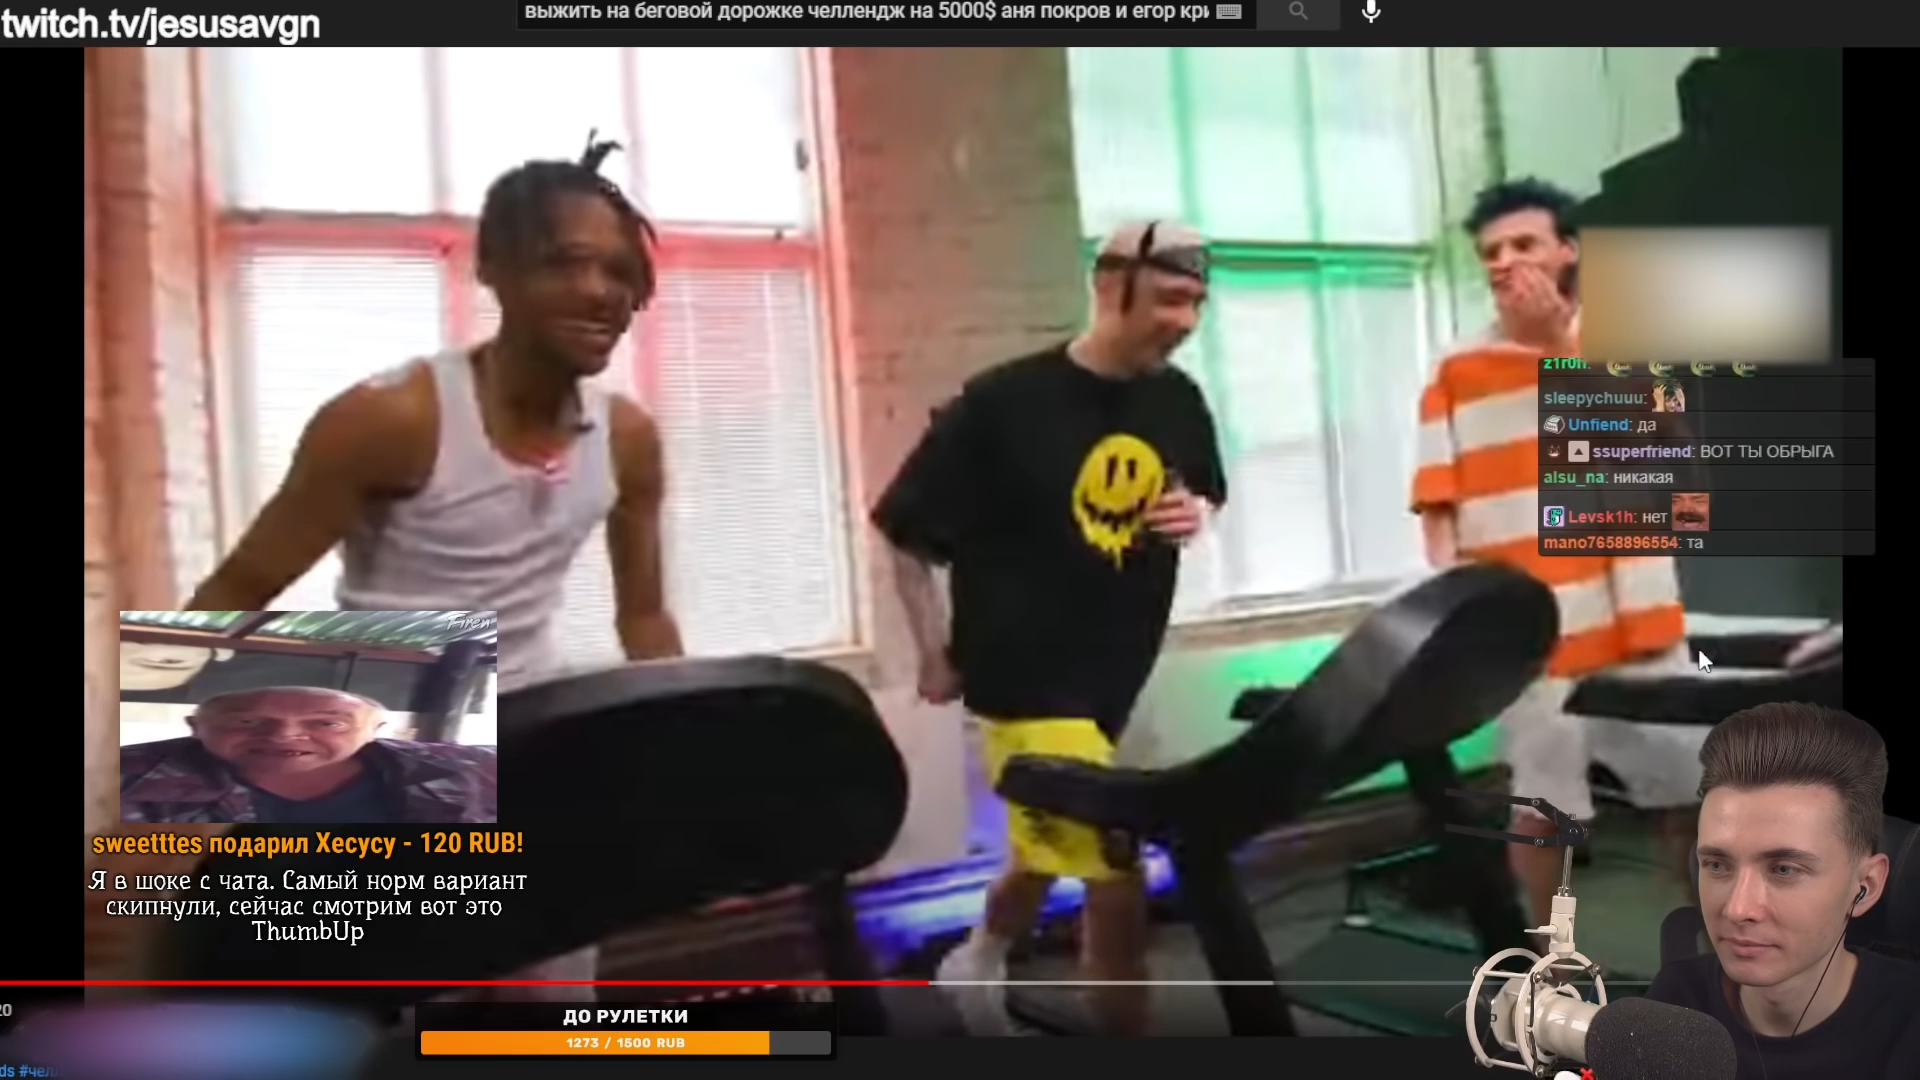 twitch.tv/jesusavgn
выжить на беговой дорожке челлендж на 5000$ аня покров и егор кри
z1r0n:
sleepychuuu:
Unfiend: да
ssuperfriend: ВОТ ТЫ ОБРЫГА
alsu_na: никакая
Levsk1h: нет
mano7658896554: та
Firen
sweetttes подарил Хесусу - 120 RUB!
Я в шоке с чата. Самый норм вариант
скипнули, сейчас смотрим вот это
ThumbUp
ДО РУЛЕТКИ
1273 / 1500 RUB